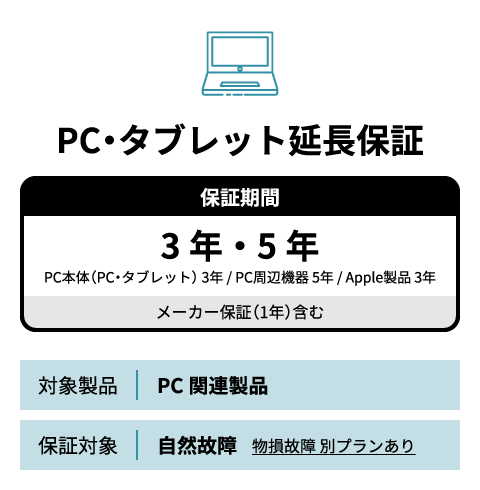 PC・タブレット延長保証
保証期間
3 年・5 年
PC本体（PC・タブレット） 3年 / PC周辺機器 5年 / Apple製品 3年
メーカー保証（1年）含む
対象製品 PC 関連製品
保証対象 自然故障 物損故障 別プランあり